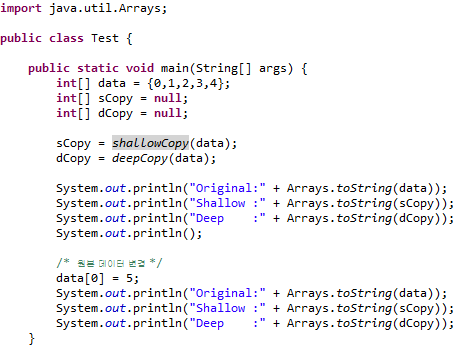 import java.util.Arrays;
public class Test {
public static void main(String[] args) {
int[] data = {0,1,2,3,4};
int[] sCopy = null;
int[] dCopy = null;
sCopy = shallowCopy(data);
dCopy = deepCopy(data);
System.out.println("Original:" + Arrays.toString(data));
System.out.println("Shallow :" + Arrays.toString(sCopy));
System.out.println("Deep    :" + Arrays.toString(dCopy));
System.out.println();
/* 원본 데이터 변경 */
data[0] = 5;
System.out.println("Original:" + Arrays.toString(data));
System.out.println("Shallow :" + Arrays.toString(sCopy));
System.out.println("Deep    :" + Arrays.toString(dCopy));
}